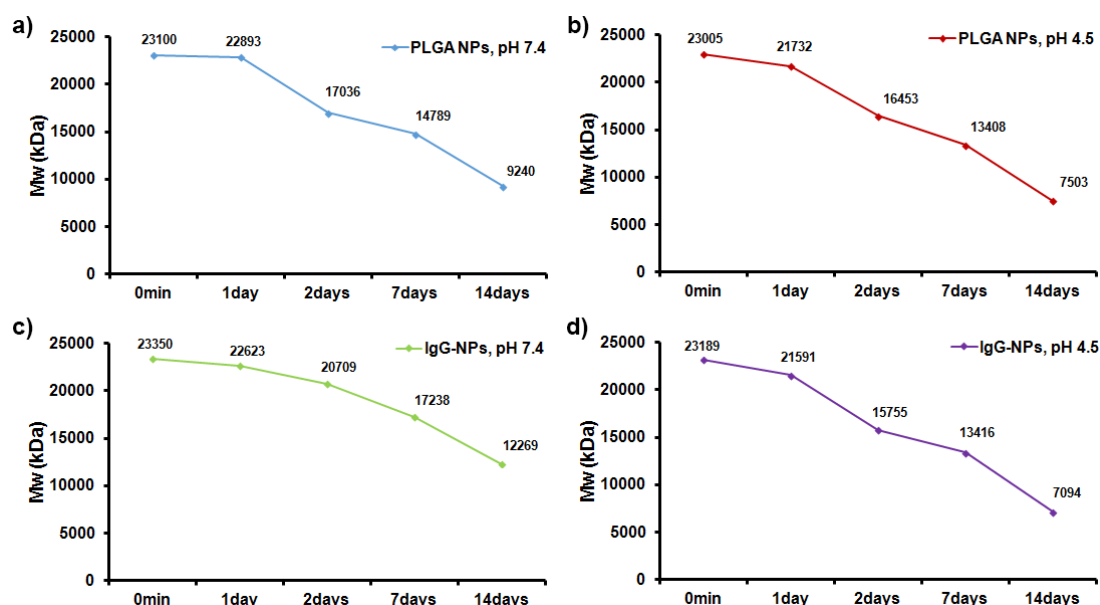 a)
PLGA NPs, pH 7.4
Mw (kDa)
25000
20000
15000
10000
5000
0
23100
22893
17036
14789
9240
0min 1day 2days 7days 14days
b)
PLGA NPs, pH 4.5
Mw (kDa)
25000
20000
15000
10000
5000
0
23005
21732
16453
13408
7503
0min 1day 2days 7days 14days
c)
IgG-NPs, pH 7.4
Mw (kDa)
25000
20000
15000
10000
5000
0
23350
22623
20709
17238
12269
0min 1day 2days 7days 14days
d)
IgG-NPs, pH 4.5
Mw (kDa)
25000
20000
15000
10000
5000
0
23189
21591
15755
13416
7094
0min 1day 2days 7days 14days